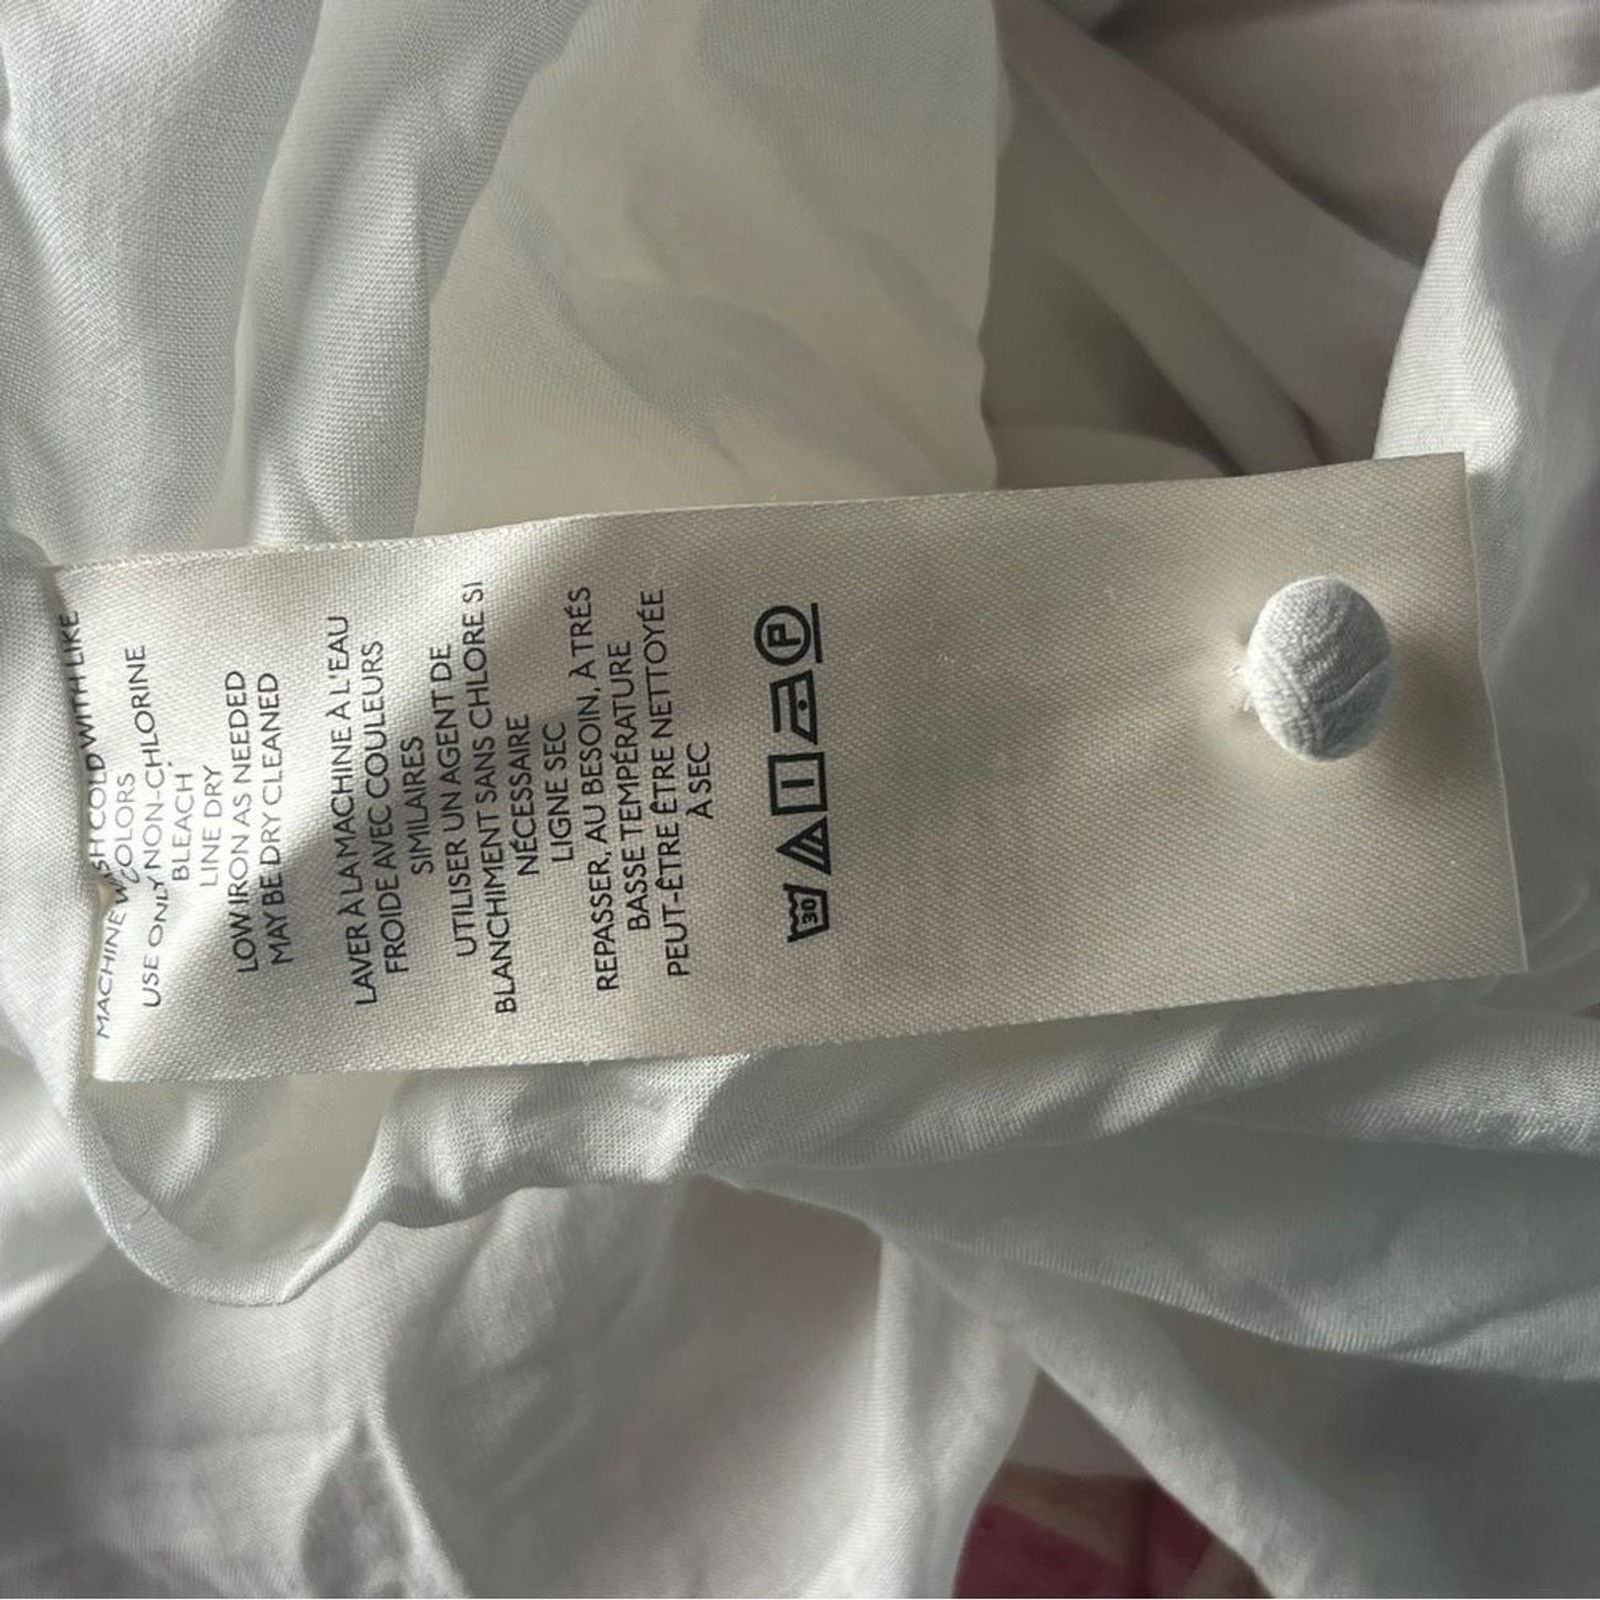 MACHINE WASH COLD WITH LIKE
COLORS
USE ONLY NON-CHLORINE
BLEACH
LINE DRY
LOW IRON AS NEEDED
MAY BE DRY CLEANED
LAVER À LA MACHINE À L'EAU
FROIDE AVEC COULEURS
SIMILAIRES
UTILISER UN AGENT DE
BLANCHIMENT SANS CHLORE SI
NÉCESSAIRE
LIGNE SEC
REPASSER, AU BESOIN, À TRÉS
BASSE TEMPÉRATURE
PEUT-ÊTRE ÊTRE NETTOYÉE
À SEC
30 P